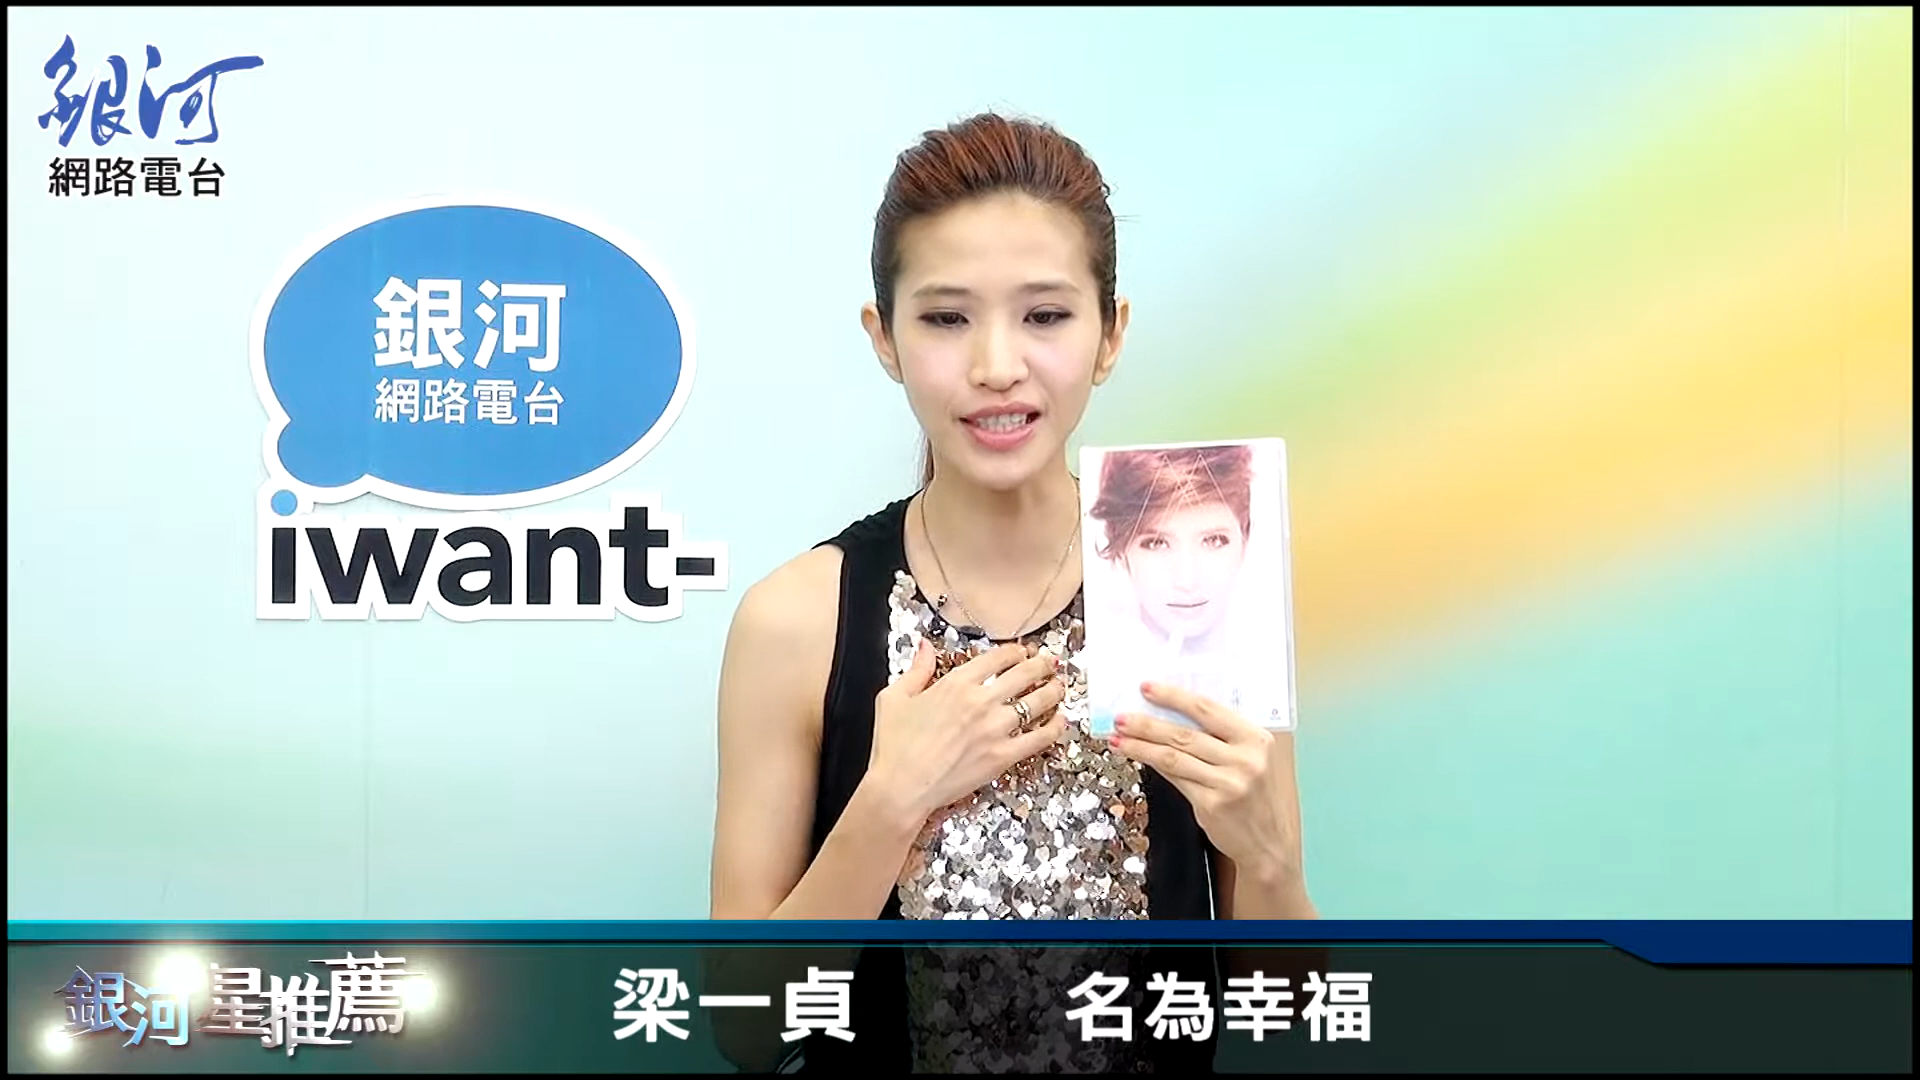 銀河
網路電台
銀河
網路電台
iwant-
銀河星推薦
梁一貞 名為幸福